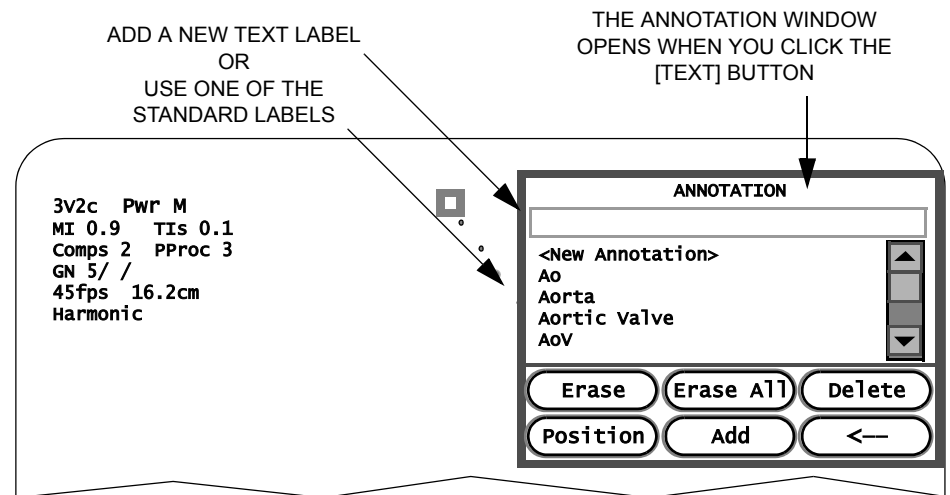 ADD A NEW TEXT LABEL
OR
USE ONE OF THE
STANDARD LABELS
THE ANNOTATION WINDOW
OPENS WHEN YOU CLICK THE
[TEXT] BUTTON
3V2c Pwr M
MI 0.9 TIs 0.1
Comps 2 PProc 3
GN 5/ /
45fps 16.2cm
Harmonic
ANNOTATION
<New Annotation>
Ao
Aorta
Aortic Valve
AoV
Erase Erase All Delete
Position Add <--